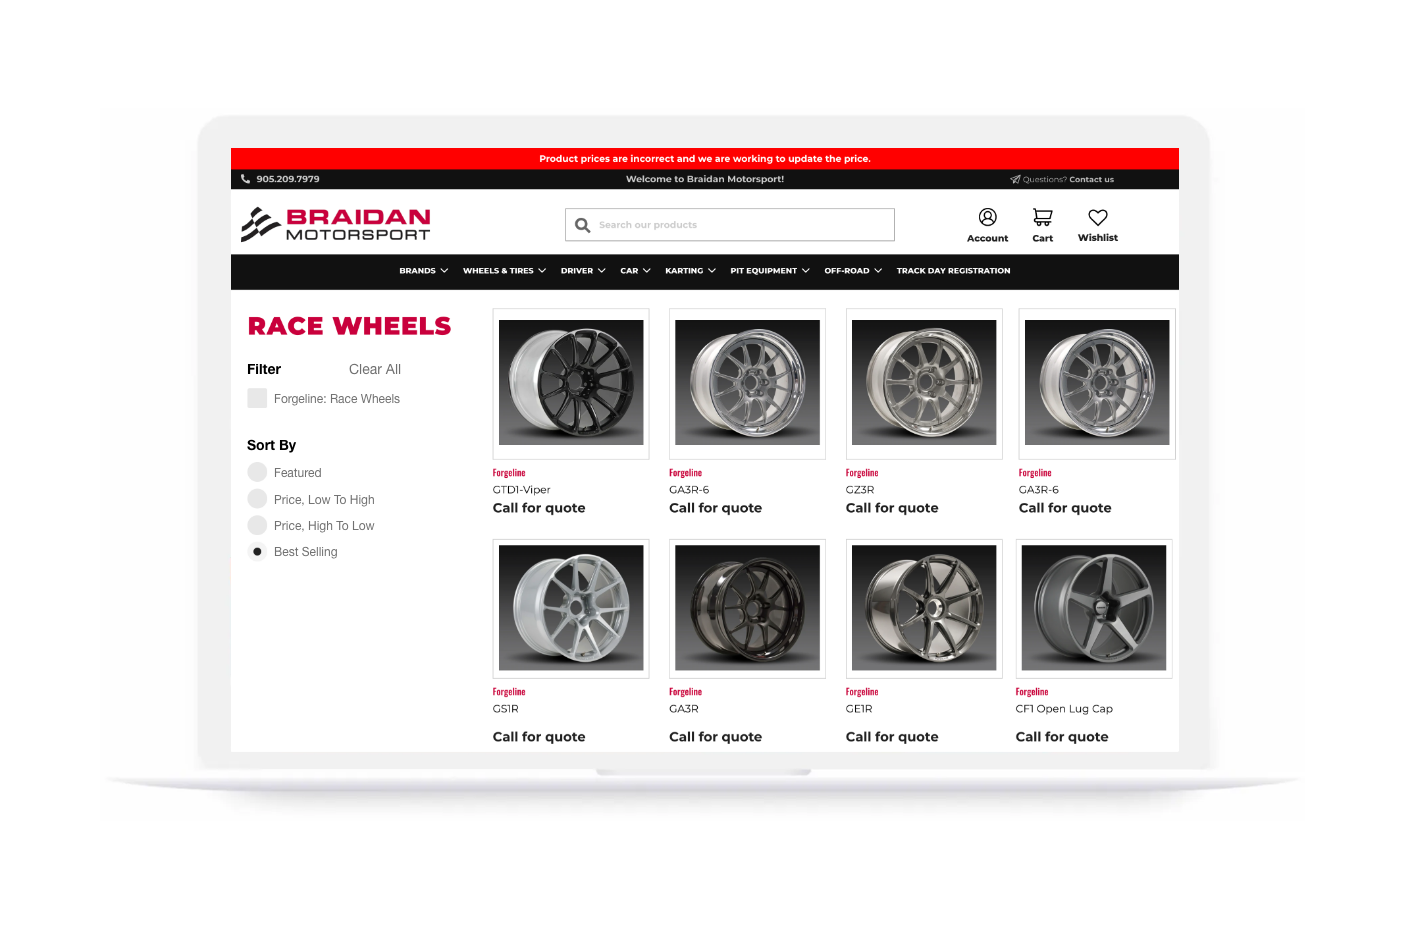 Product prices are incorrect and we are working to update the price.
905.209.7979 Welcome to Braidan Motorsport! Questions? Contact us
BRAIDAN
MOTORSPORT
Search our products
Account Cart Wishlist
BRANDS WHEELS & TIRES DRIVER CAR KARTING PIT EQUIPMENT OFF-ROAD TRACK DAY REGISTRATION
RACE WHEELS
Filter Clear All
Forgeline: Race Wheels
Sort By
Featured
Price, Low To High
Price, High To Low
Best Selling
Forgeline Forgeline Forgeline Forgeline
GTD1-Viper GA3R-6 GZ3R GA3R-6
Call for quote Call for quote Call for quote Call for quote
Forgeline Forgeline Forgeline Forgeline
GS1R GA3R GE1R CF1 Open Lug Cap
Call for quote Call for quote Call for quote Call for quote